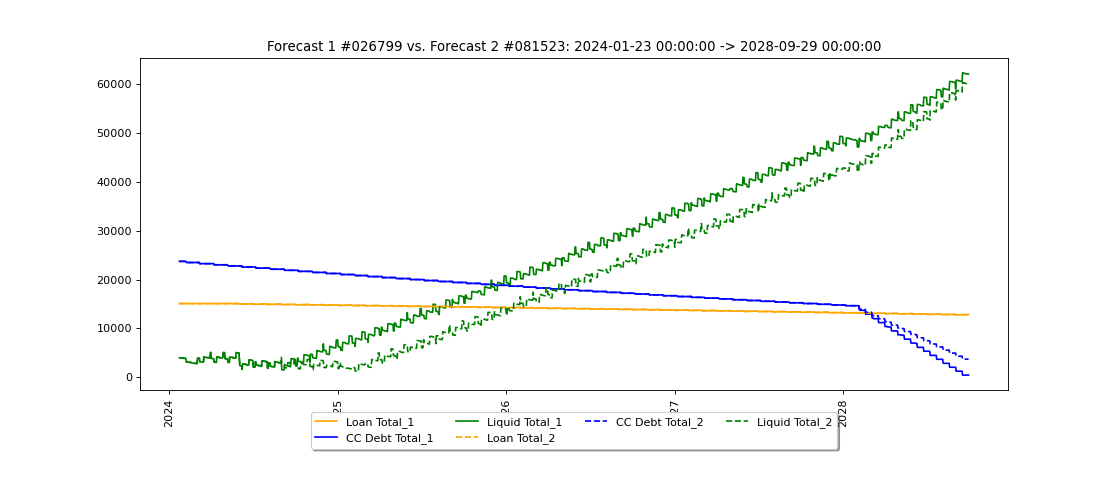 Forecast 1 #026799 vs. Forecast 2 #081523: 2024-01-23 00:00:00 -> 2028-09-29 00:00:00
60000
50000
40000
30000
20000
10000
0
2024
25
26
27
2028
Loan Total_1
Liquid Total_1
CC Debt Total_2
Liquid Total_2
CC Debt Total_1
Loan Total_2